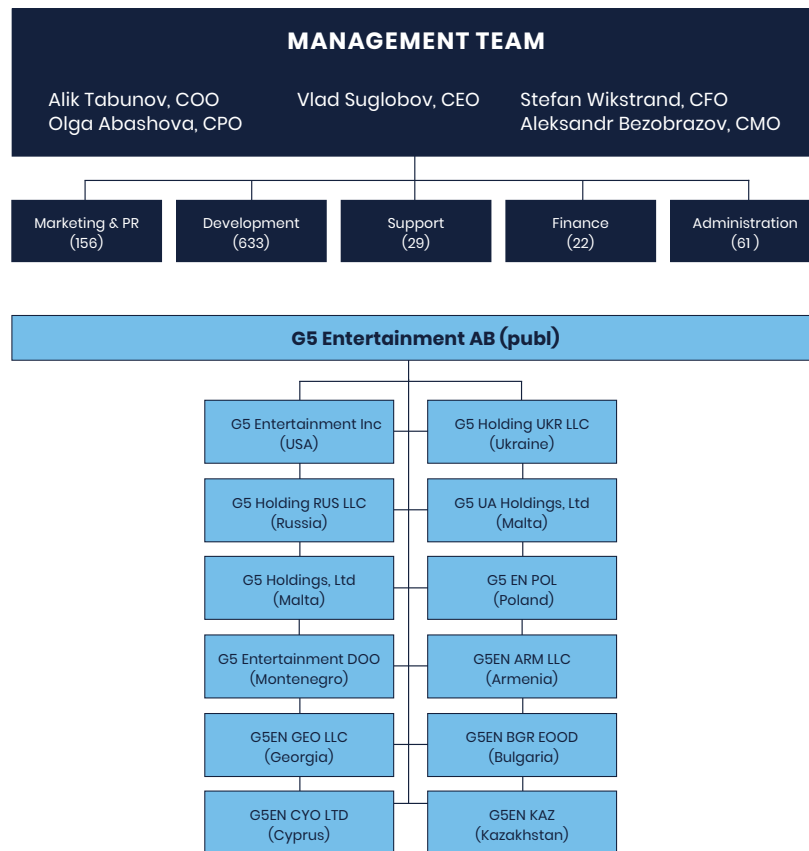 MANAGEMENT TEAM
Alik Tabunov, COO
Olga Abashova, CPO
Vlad Suglobov, CEO
Stefan Wikstrand, CFO
Aleksandr Bezobrazov, CMO
Marketing & PR
(156)
Development
(633)
Support
(29)
Finance
(22)
Administration
(61 )
G5 Entertainment AB (publ)
G5 Entertainment Inc
(USA)
G5 Holding UKR LLC
(Ukraine)
G5 Holding RUS LLC
(Russia)
G5 UA Holdings, Ltd
(Malta)
G5 Holdings, Ltd
(Malta)
G5 EN POL
(Poland)
G5 Entertainment DOO
(Montenegro)
G5EN ARM LLC
(Armenia)
G5EN GEO LLC
(Georgia)
G5EN BGR EOOD
(Bulgaria)
G5EN CYO LTD
(Cyprus)
G5EN KAZ
(Kazakhstan)